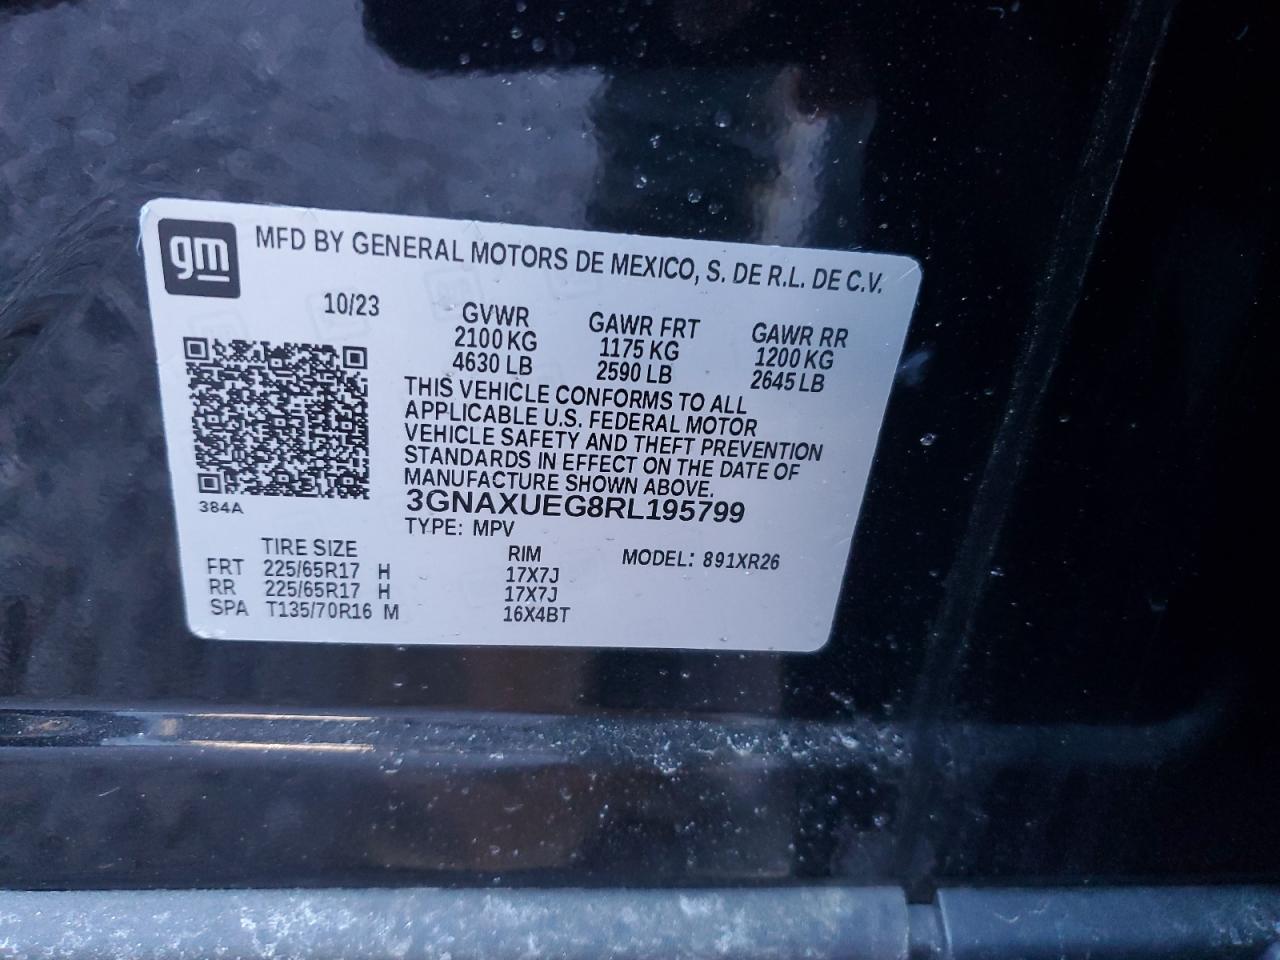 gm
MFD BY GENERAL MOTORS DE MEXICO, S. DE R.L. DE C.V.
10/23
GVWR
2100 KG
4630 LB
GAWR FRT
1175 KG
2590 LB
GAWR RR
1200 KG
2645 LB
THIS VEHICLE CONFORMS TO ALL
APPLICABLE U.S. FEDERAL MOTOR
VEHICLE SAFETY AND THEFT PREVENTION
STANDARDS IN EFFECT ON THE DATE OF
MANUFACTURE SHOWN ABOVE.
3GNAXUEG8RL195799
384A
TYPE: MPV
TIRE SIZE RIM MODEL: 891XR26
FRT 225/65R17 H 17X7J
RR 225/65R17 H 17X7J
SPA T135/70R16 M 16X4BT